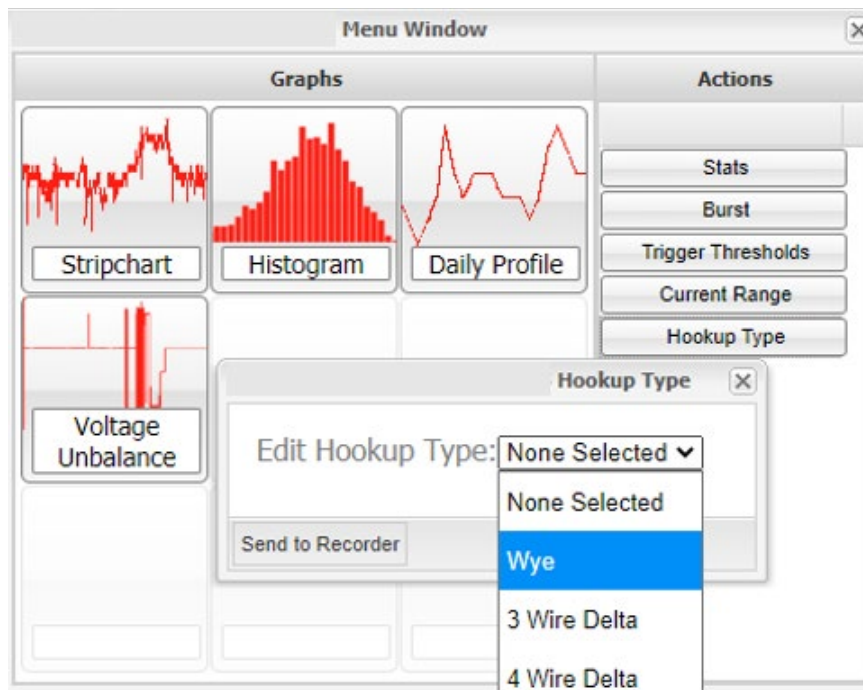 Menu Window
Graphs
Actions
Stripchart
Histogram
Daily Profile
Voltage
Unbalance
Stats
Burst
Trigger Thresholds
Current Range
Hookup Type
Hookup Type
Edit Hookup Type:
None Selected
None Selected
Wye
3 Wire Delta
4 Wire Delta
Send to Recorder